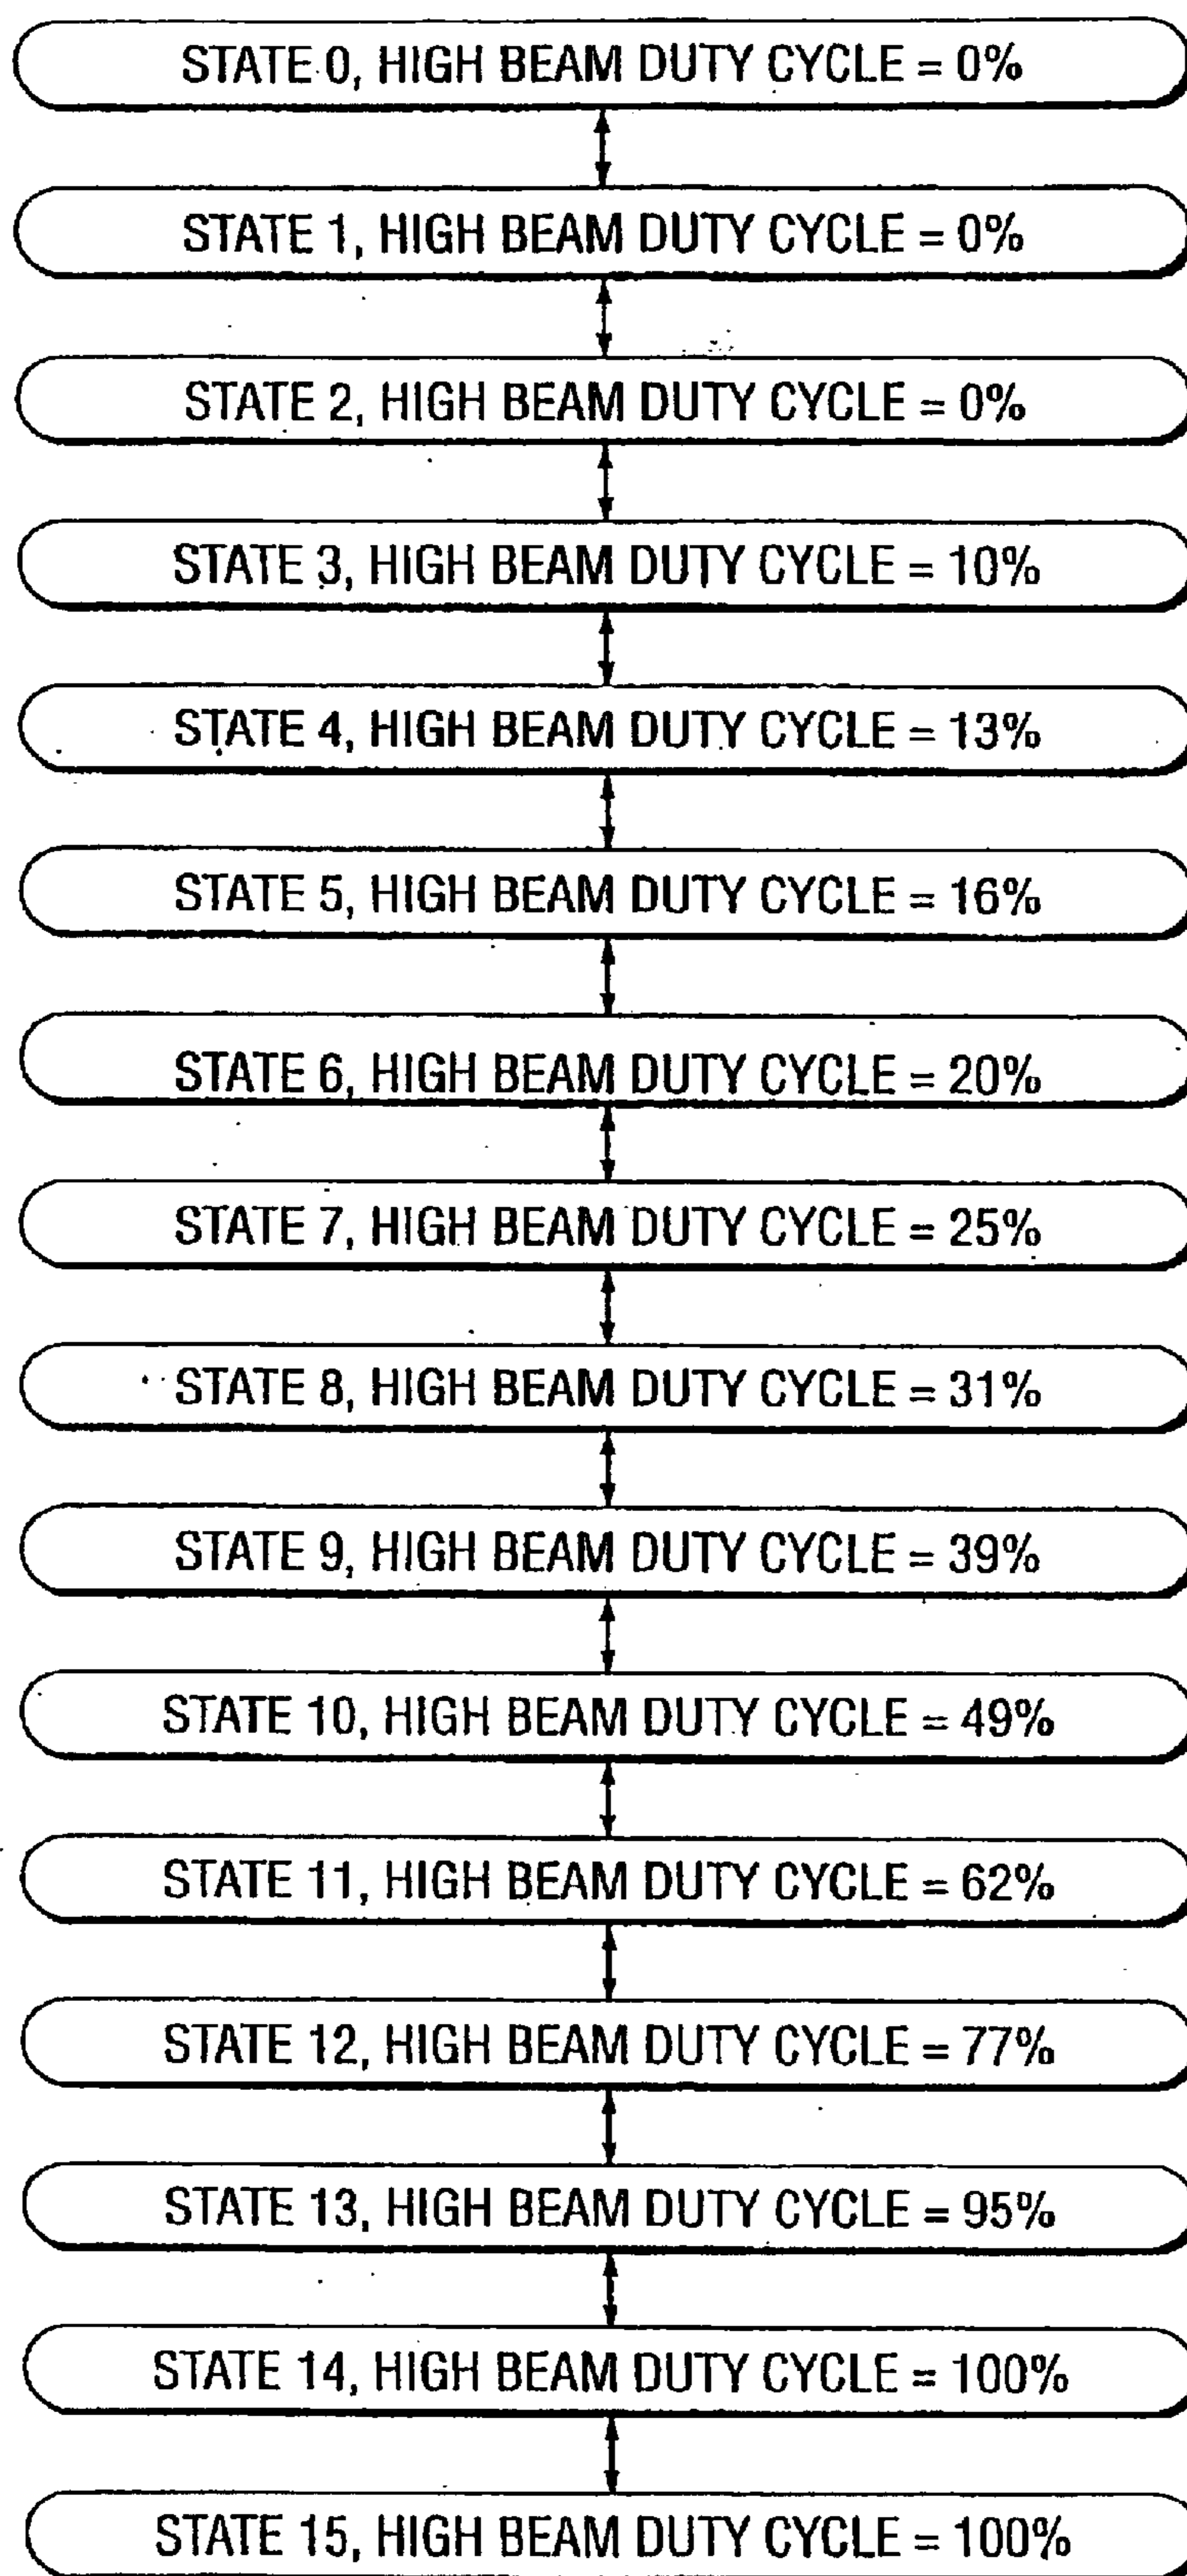 STATE 0, HIGH BEAM DUTY CYCLE = 0%
STATE 1, HIGH BEAM DUTY CYCLE = 0%
STATE 2, HIGH BEAM DUTY CYCLE = 0%
STATE 3, HIGH BEAM DUTY CYCLE = 10%
STATE 4, HIGH BEAM DUTY CYCLE = 13%
STATE 5, HIGH BEAM DUTY CYCLE = 16%
STATE 6, HIGH BEAM DUTY CYCLE = 20%
STATE 7, HIGH BEAM DUTY CYCLE = 25%
STATE 8, HIGH BEAM DUTY CYCLE = 31%
STATE 9, HIGH BEAM DUTY CYCLE = 39%
STATE 10, HIGH BEAM DUTY CYCLE = 49%
STATE 11, HIGH BEAM DUTY CYCLE = 62%
STATE 12, HIGH BEAM DUTY CYCLE = 77%
STATE 13, HIGH BEAM DUTY CYCLE = 95%
STATE 14, HIGH BEAM DUTY CYCLE = 100%
STATE 15, HIGH BEAM DUTY CYCLE = 100%